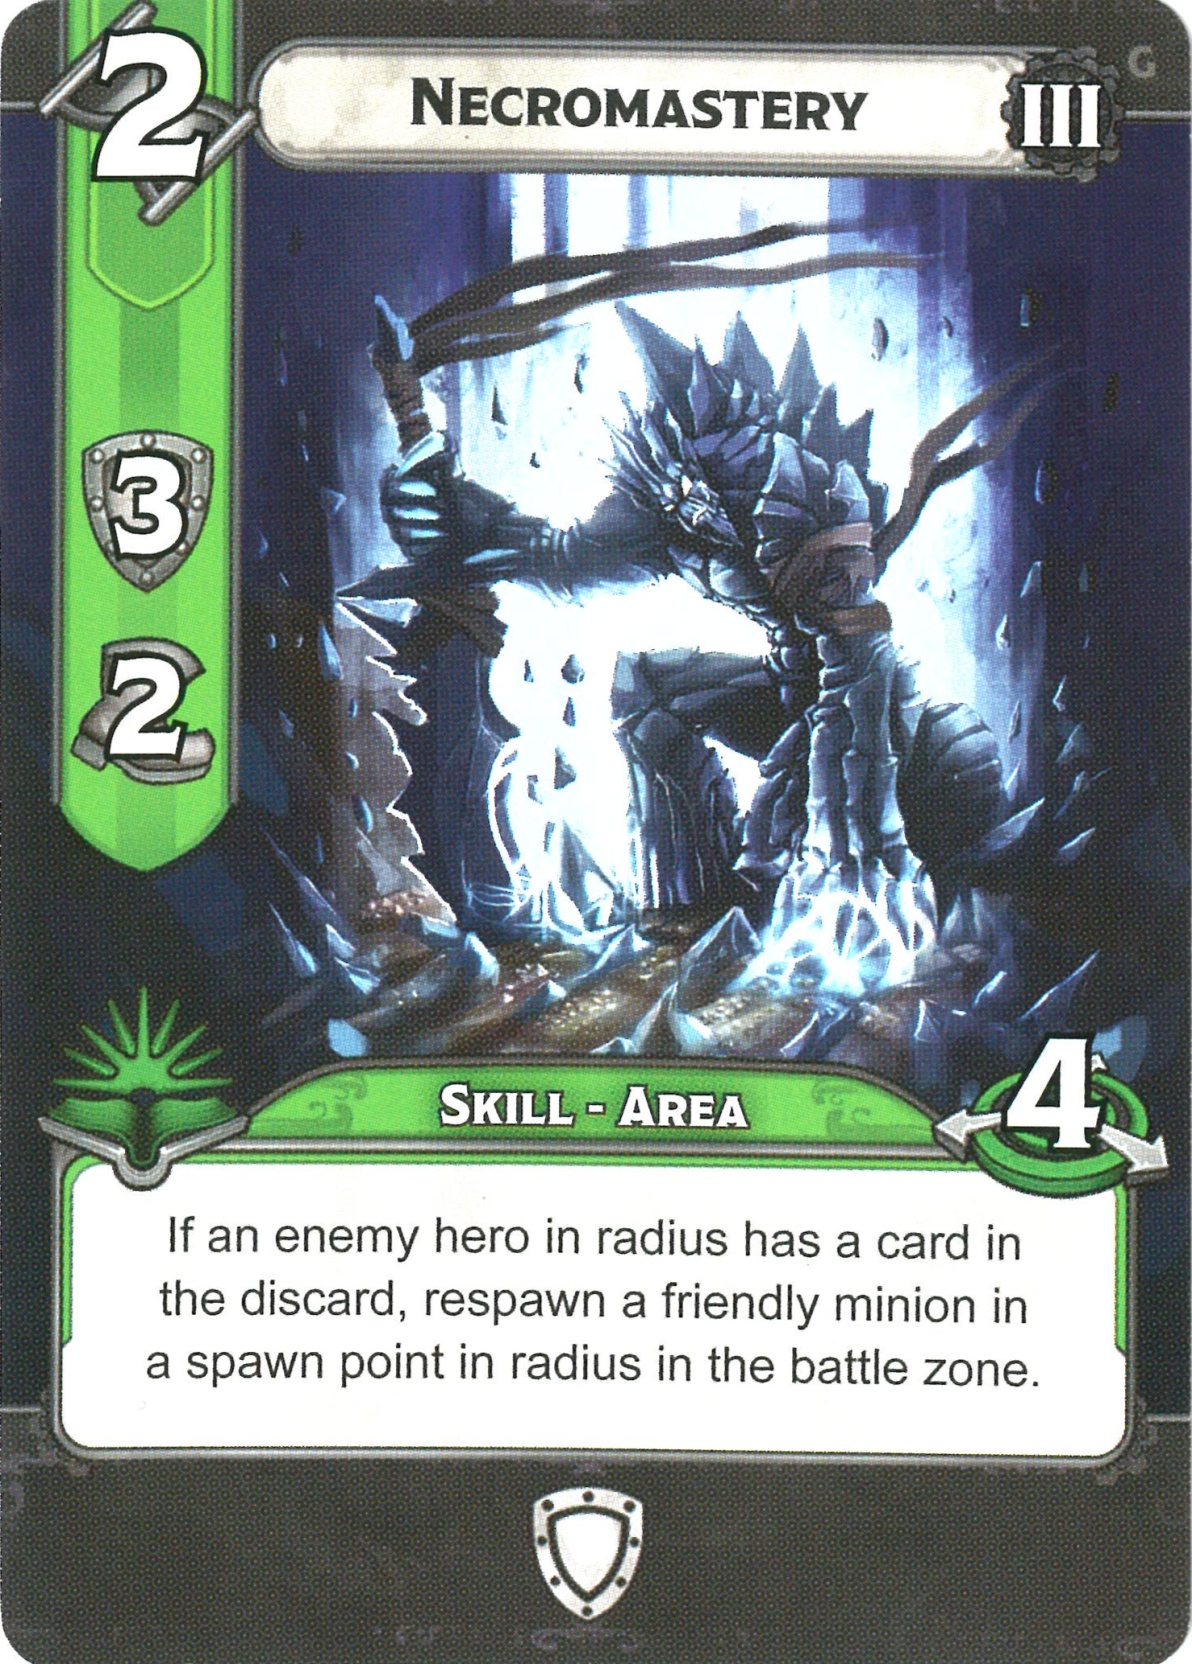 2
NECROMASTERY
III
G
3
2
SKILL - AREA
4
If an enemy hero in radius has a card in
the discard, respawn a friendly minion in
a spawn point in radius in the battle zone.